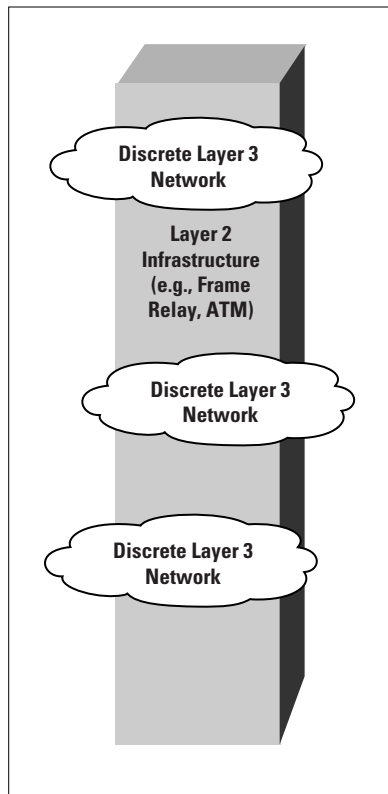 Discrete Layer 3
Network
Layer 2
Infrastructure
(e.g., Frame
Relay, ATM)
Discrete Layer 3
Network
Discrete Layer 3
Network